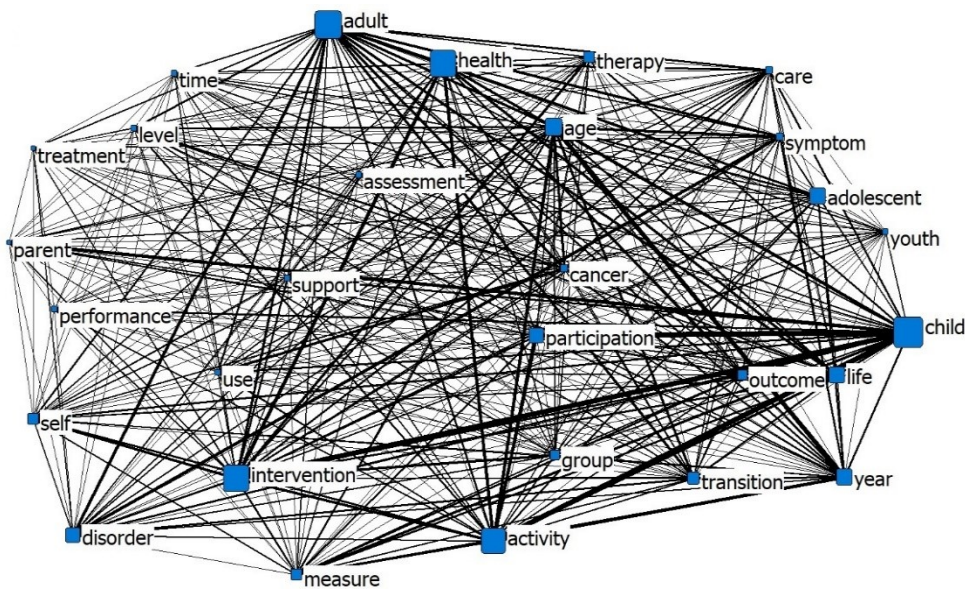 adult
health
therapy
care
time
age
level
symptom
treatment
assessment
adolescent
youth
parent
support
cancer
performance
child
participation
use
outcome
life
self
intervention
group
transition
year
disorder
activity
measure